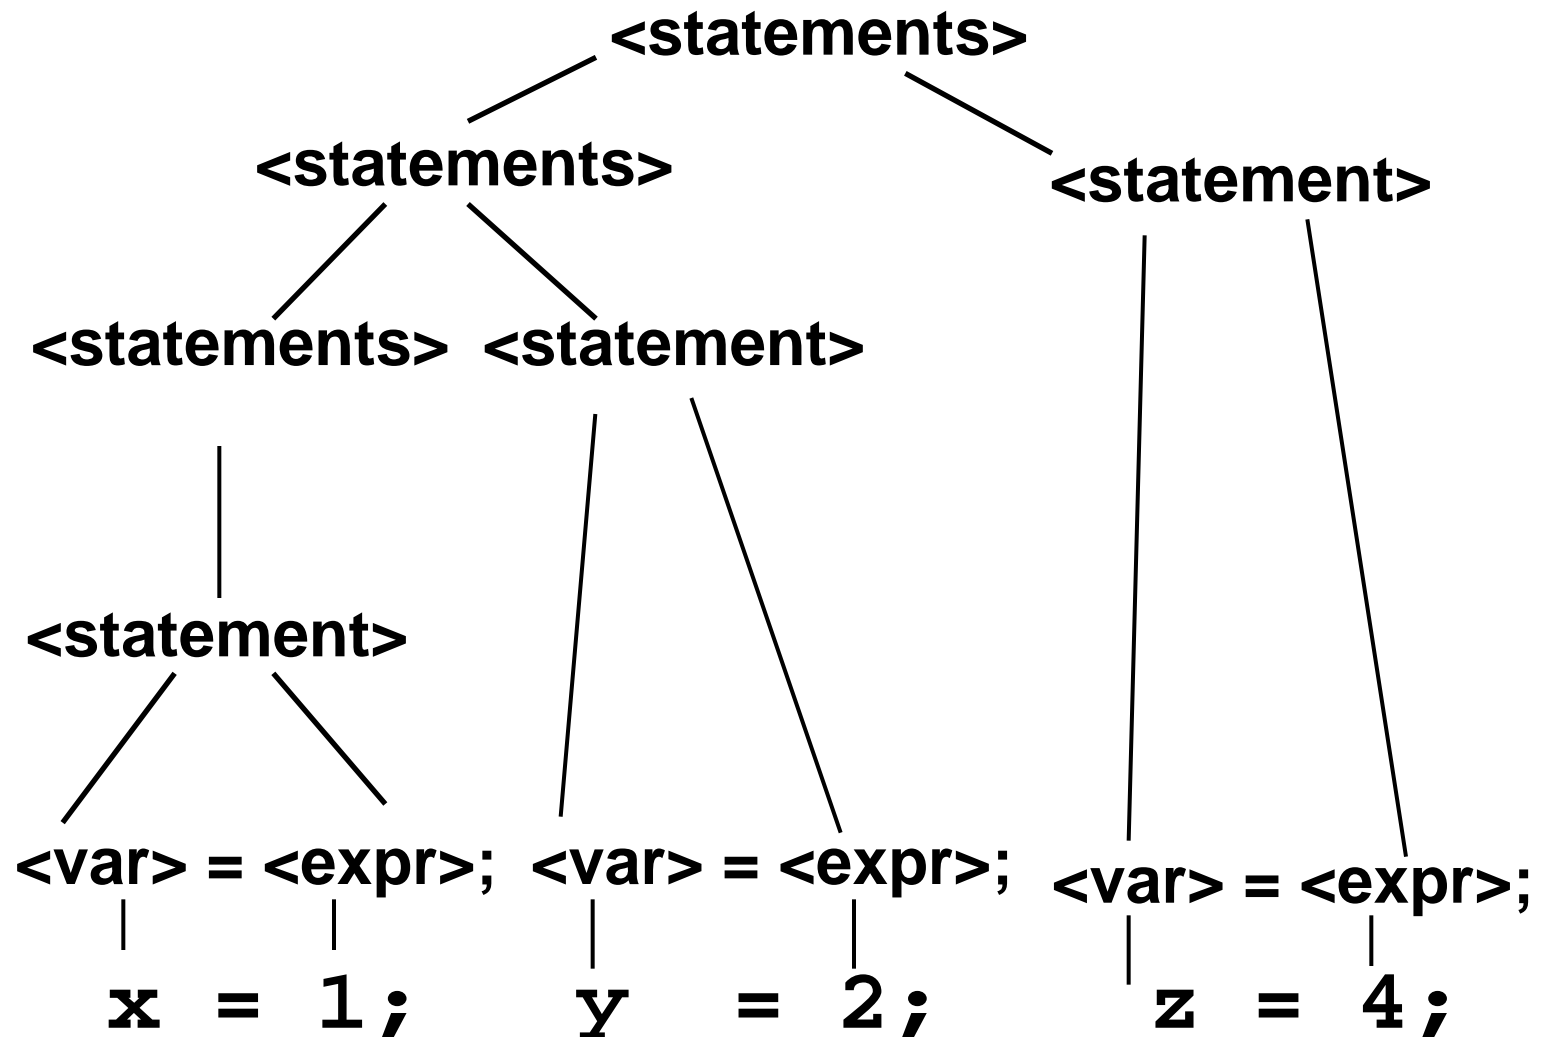 <statements>
<statements> <statement>
<statements> <statement>
<statement>
<var> = <expr>; <var> = <expr>; <var> = <expr>;
x = 1; y = 2; z = 4;